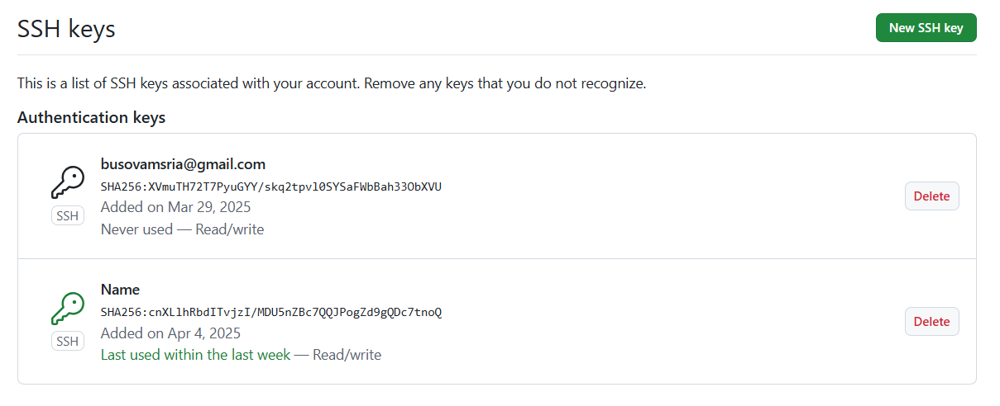 SSH keys
New SSH key
This is a list of SSH keys associated with your account. Remove any keys that you do not recognize.
Authentication keys
busovamsria@gmail.com
SHA256:XVmuTH72T7PyuGYY/skq2tpvl0SYSaFWbBah33ObXVU
Added on Mar 29, 2025
Never used — Read/write
SSH
Delete
Name
SHA256:cnXLlhRbdITvjzI/MDU5nZBc7QQJPogZd9gQDc7tnoQ
Added on Apr 4, 2025
Last used within the last week — Read/write
SSH
Delete